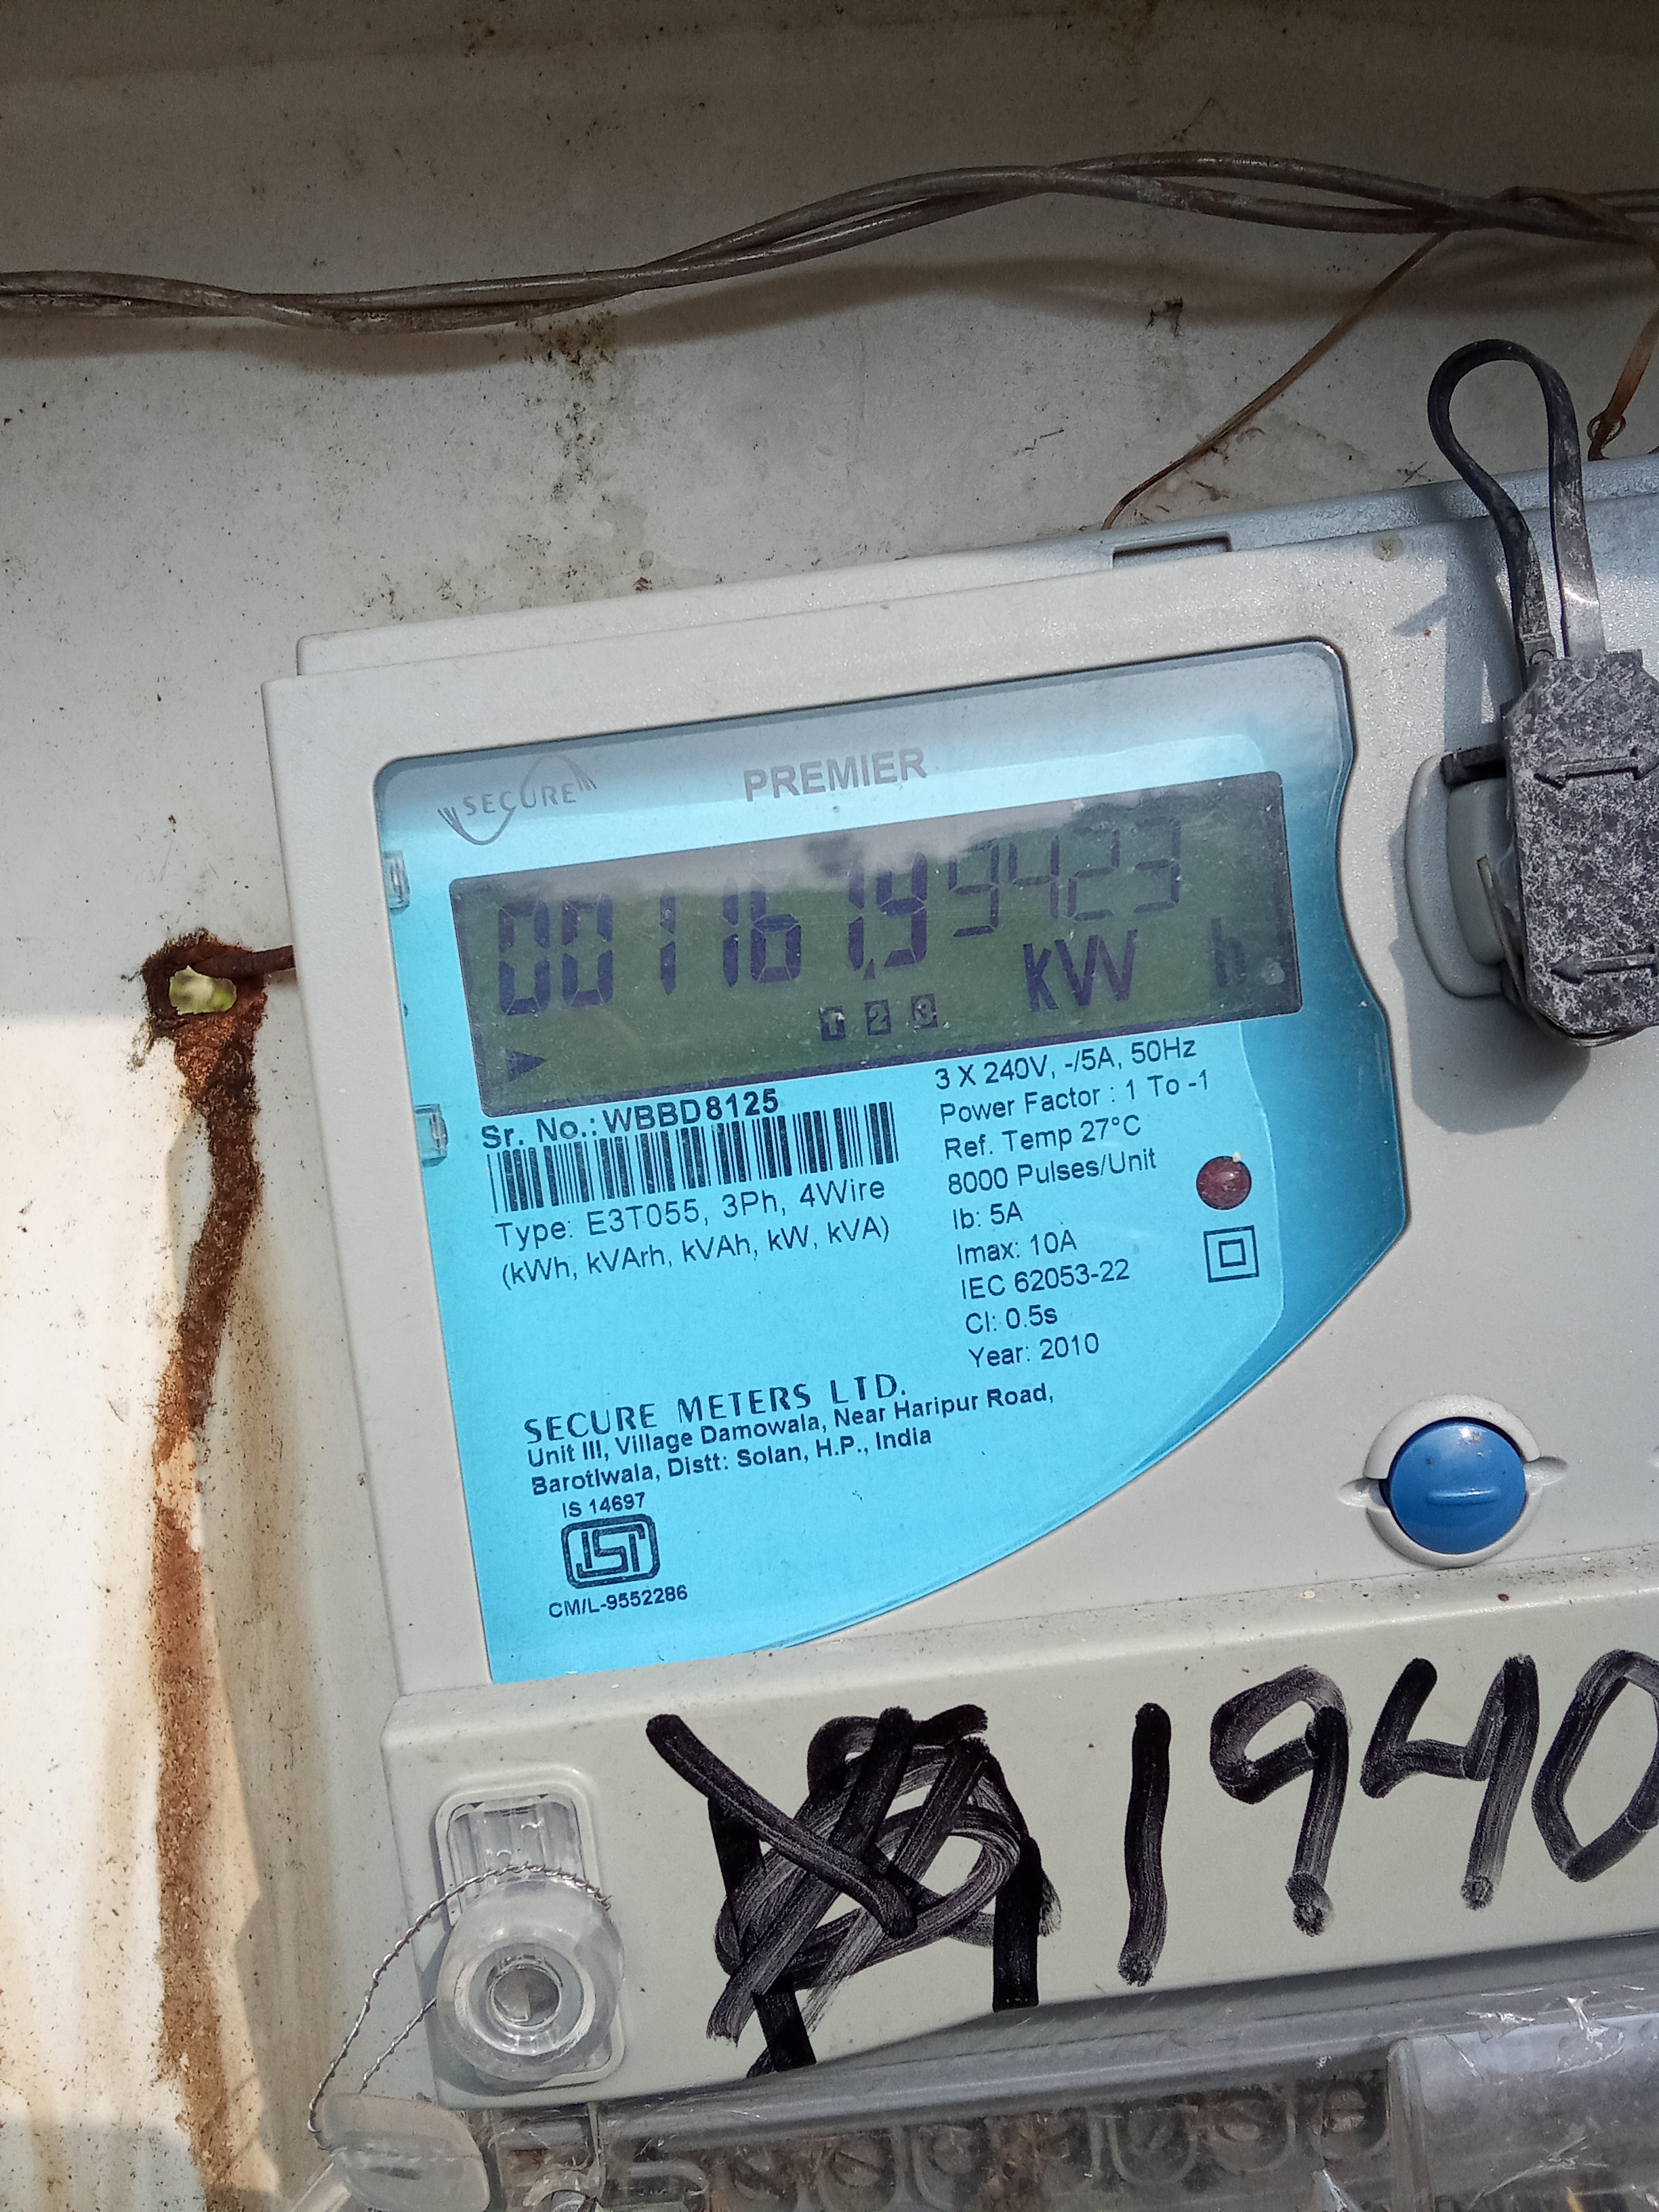 SECURE
PREMIER
001161.99423
kWh
1 2 3
Sr. No.: WBBD8125
Type: E3T055, 3Ph, 4Wire
(kWh, kVArh, kVAh, kW, kVA)
3 X 240V, -/5A, 50Hz
Power Factor : 1 To -1
Ref. Temp 27°C
8000 Pulses/Unit
Ib: 5A
Imax: 10A
IEC 62053-22
Cl: 0.5s
Year: 2010
SECURE METERS LTD.
Unit III, Village Damowala, Near Haripur Road,
Barotiwala, Distt: Solan, H.P., India
IS 14697
ISI
CM/L-9552286
1940